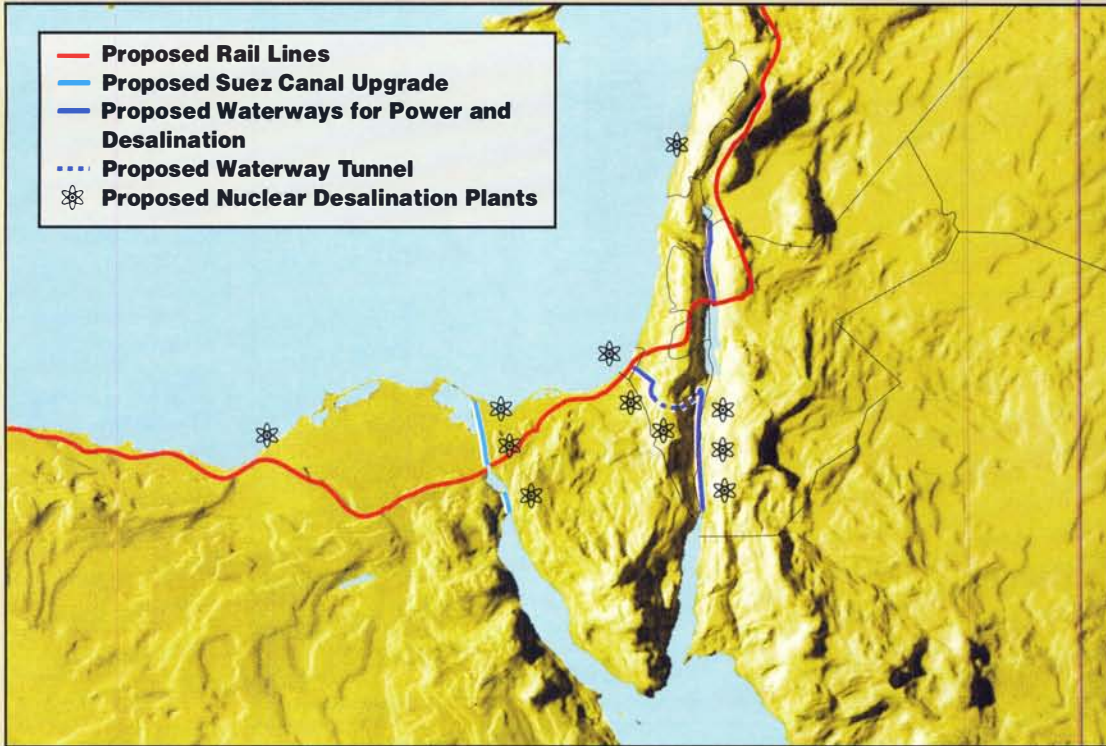 Proposed Rail Lines
Proposed Suez Canal Upgrade
Proposed Waterways for Power and
Desalination
Proposed Waterway Tunnel
Proposed Nuclear Desalination Plants